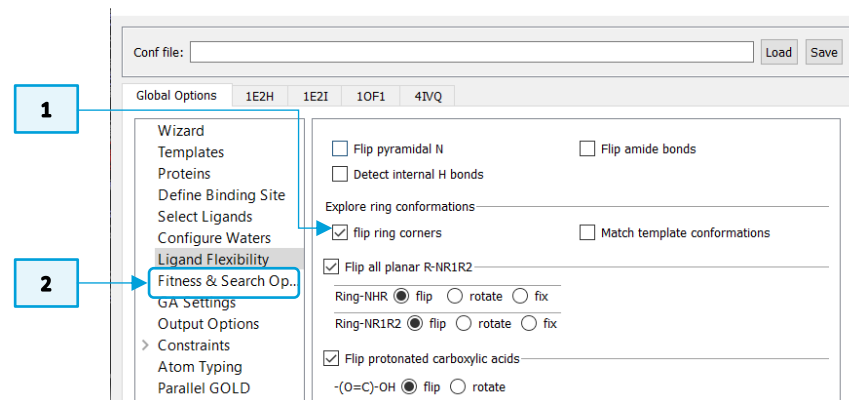 Conf file: Load Save
Global Options 1E2H 1E2I 1OF1 4IVQ
1
Wizard
Templates
Proteins
Define Binding Site
Select Ligands
Configure Waters
Ligand Flexibility
Fitness & Search Op..
GA Settings
Output Options
Constraints
Atom Typing
Parallel GOLD
2
Flip pyramidal N Flip amide bonds
Detect internal H bonds
Explore ring conformations
flip ring corners Match template conformations
Flip all planar R-NR1R2
Ring-NHR flip rotate fix
Ring-NR1R2 flip rotate fix
Flip protonated carboxylic acids
-(O=C)-OH flip rotate